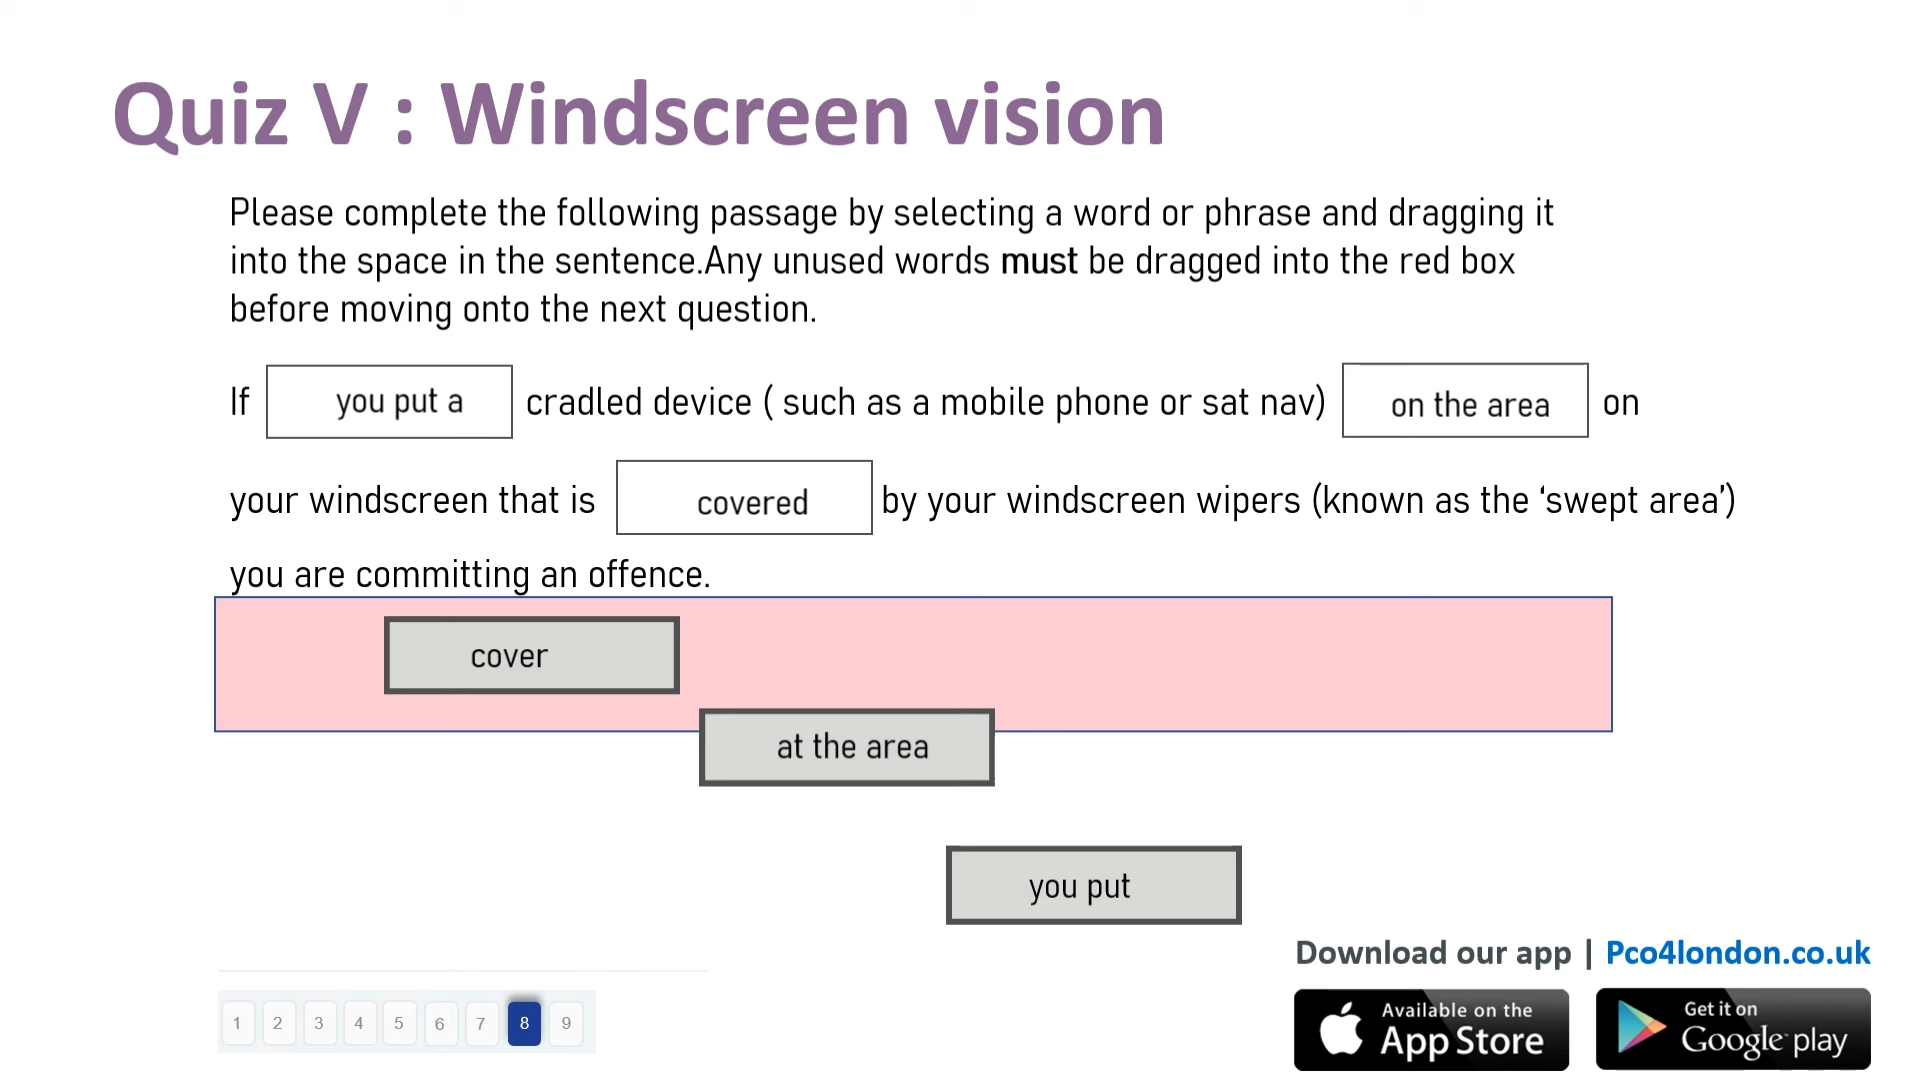 Quiz V : Windscreen vision
Please complete the following passage by selecting a word or phrase and dragging it
into the space in the sentence.Any unused words must be dragged into the red box
before moving onto the next question.
If you put a cradled device ( such as a mobile phone or sat nav) on the area on
your windscreen that is covered by your windscreen wipers (known as the ‘swept area’)
you are committing an offence.
cover
at the area
you put
Download our app | Pco4london.co.uk
1 2 3 4 5 6 7 8 9
Available on the
App Store
Get it on
Google play